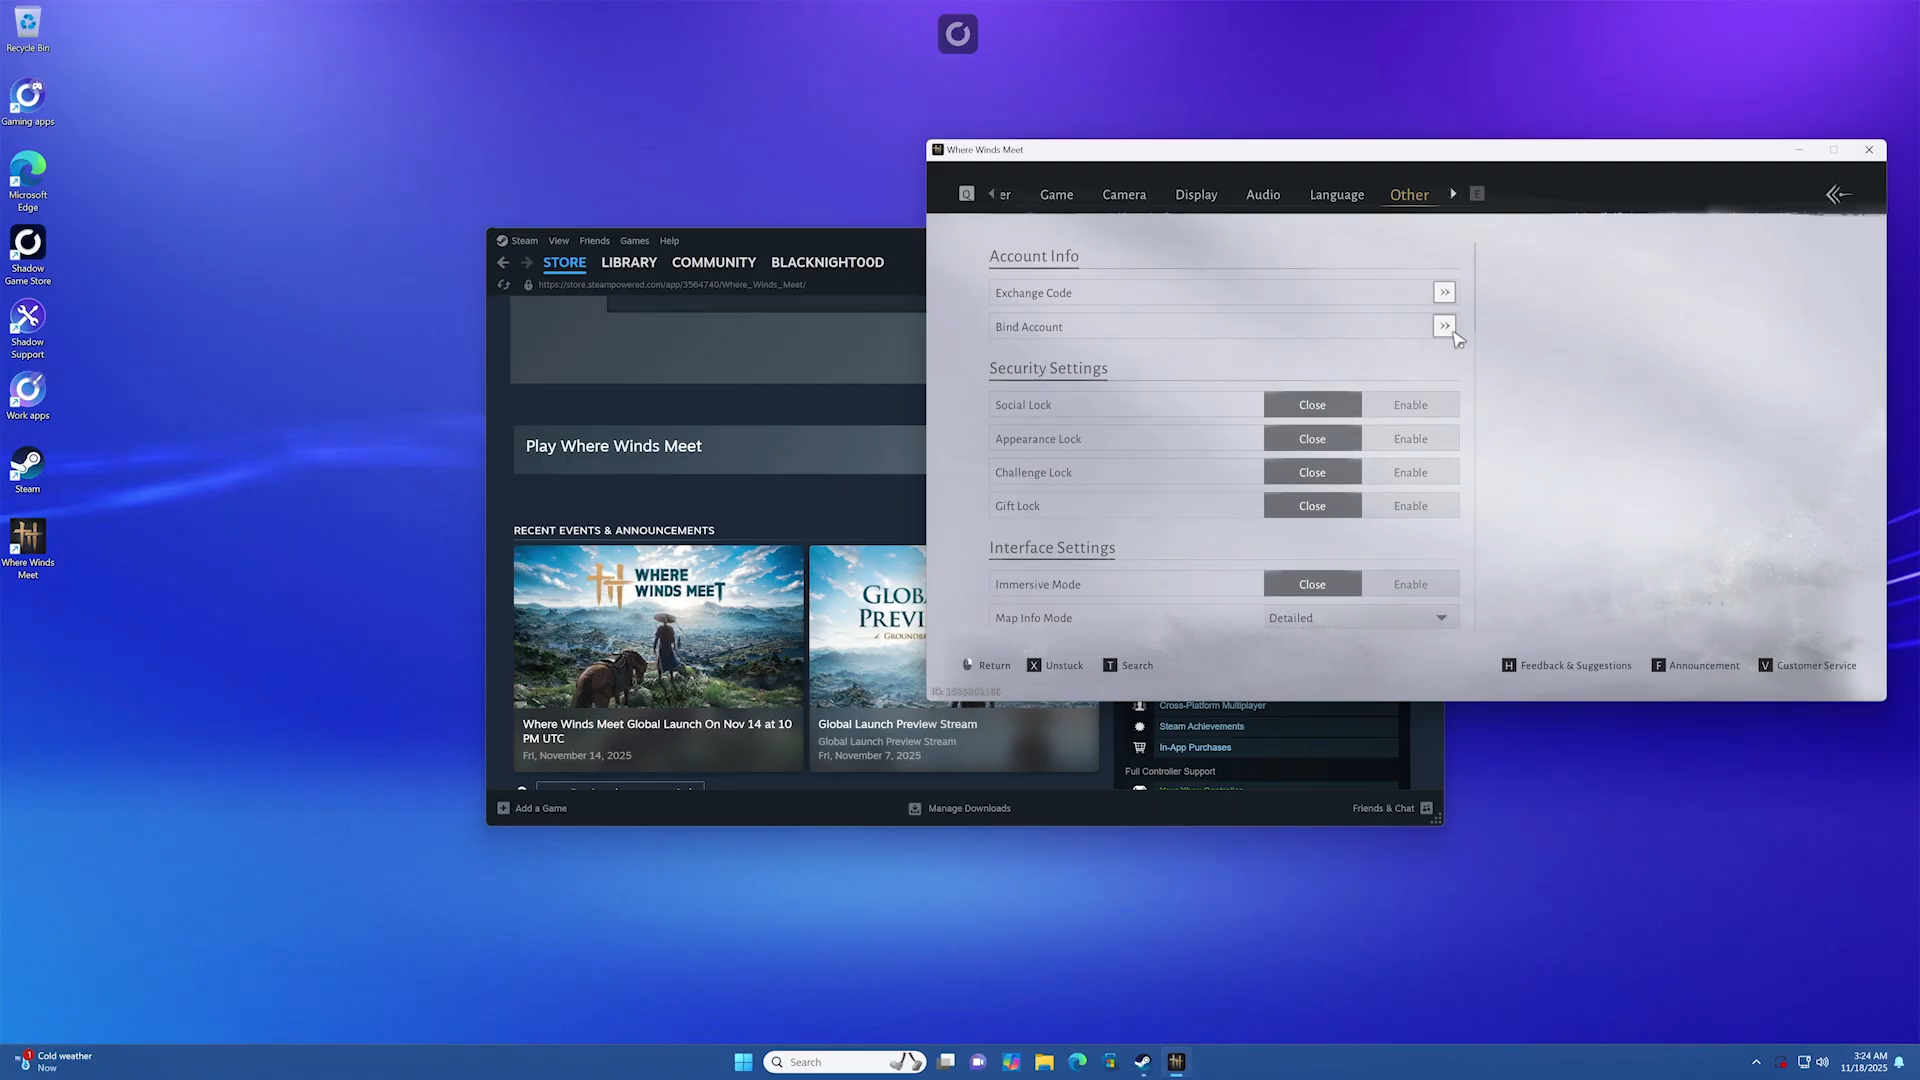 Recycle Bin
Gaming apps
Microsoft
Edge
Shadow
Game Store
Shadow
Support
Work apps
Steam
Where Winds
Meet
Steam View Friends Games Help
STORE LIBRARY COMMUNITY BLACKNIGHT00D
https://store.steampowered.com/app/3564740/Where_Winds_Meet/
Play Where Winds Meet
RECENT EVENTS & ANNOUNCEMENTS
WHERE
WINDS MEET
Where Winds Meet Global Launch On Nov 14 at 10
PM UTC
Fri, November 14, 2025
Global Launch Preview Stream
Global Launch Preview Stream
Fri, November 7, 2025
Cross-Platform Multiplayer
Steam Achievements
In-App Purchases
Full Controller Support
Add a Game
Manage Downloads
Friends & Chat
Where Winds Meet
Q er Game Camera Display Audio Language Other E
Account Info
Exchange Code
Bind Account
Security Settings
Social Lock Close Enable
Appearance Lock Close Enable
Challenge Lock Close Enable
Gift Lock Close Enable
Interface Settings
Immersive Mode Close Enable
Map Info Mode Detailed
Return X Unstuck T Search
H Feedback & Suggestions F Announcement V Customer Service
1 Cold weather
Now
Search
3:24 AM
11/18/2025